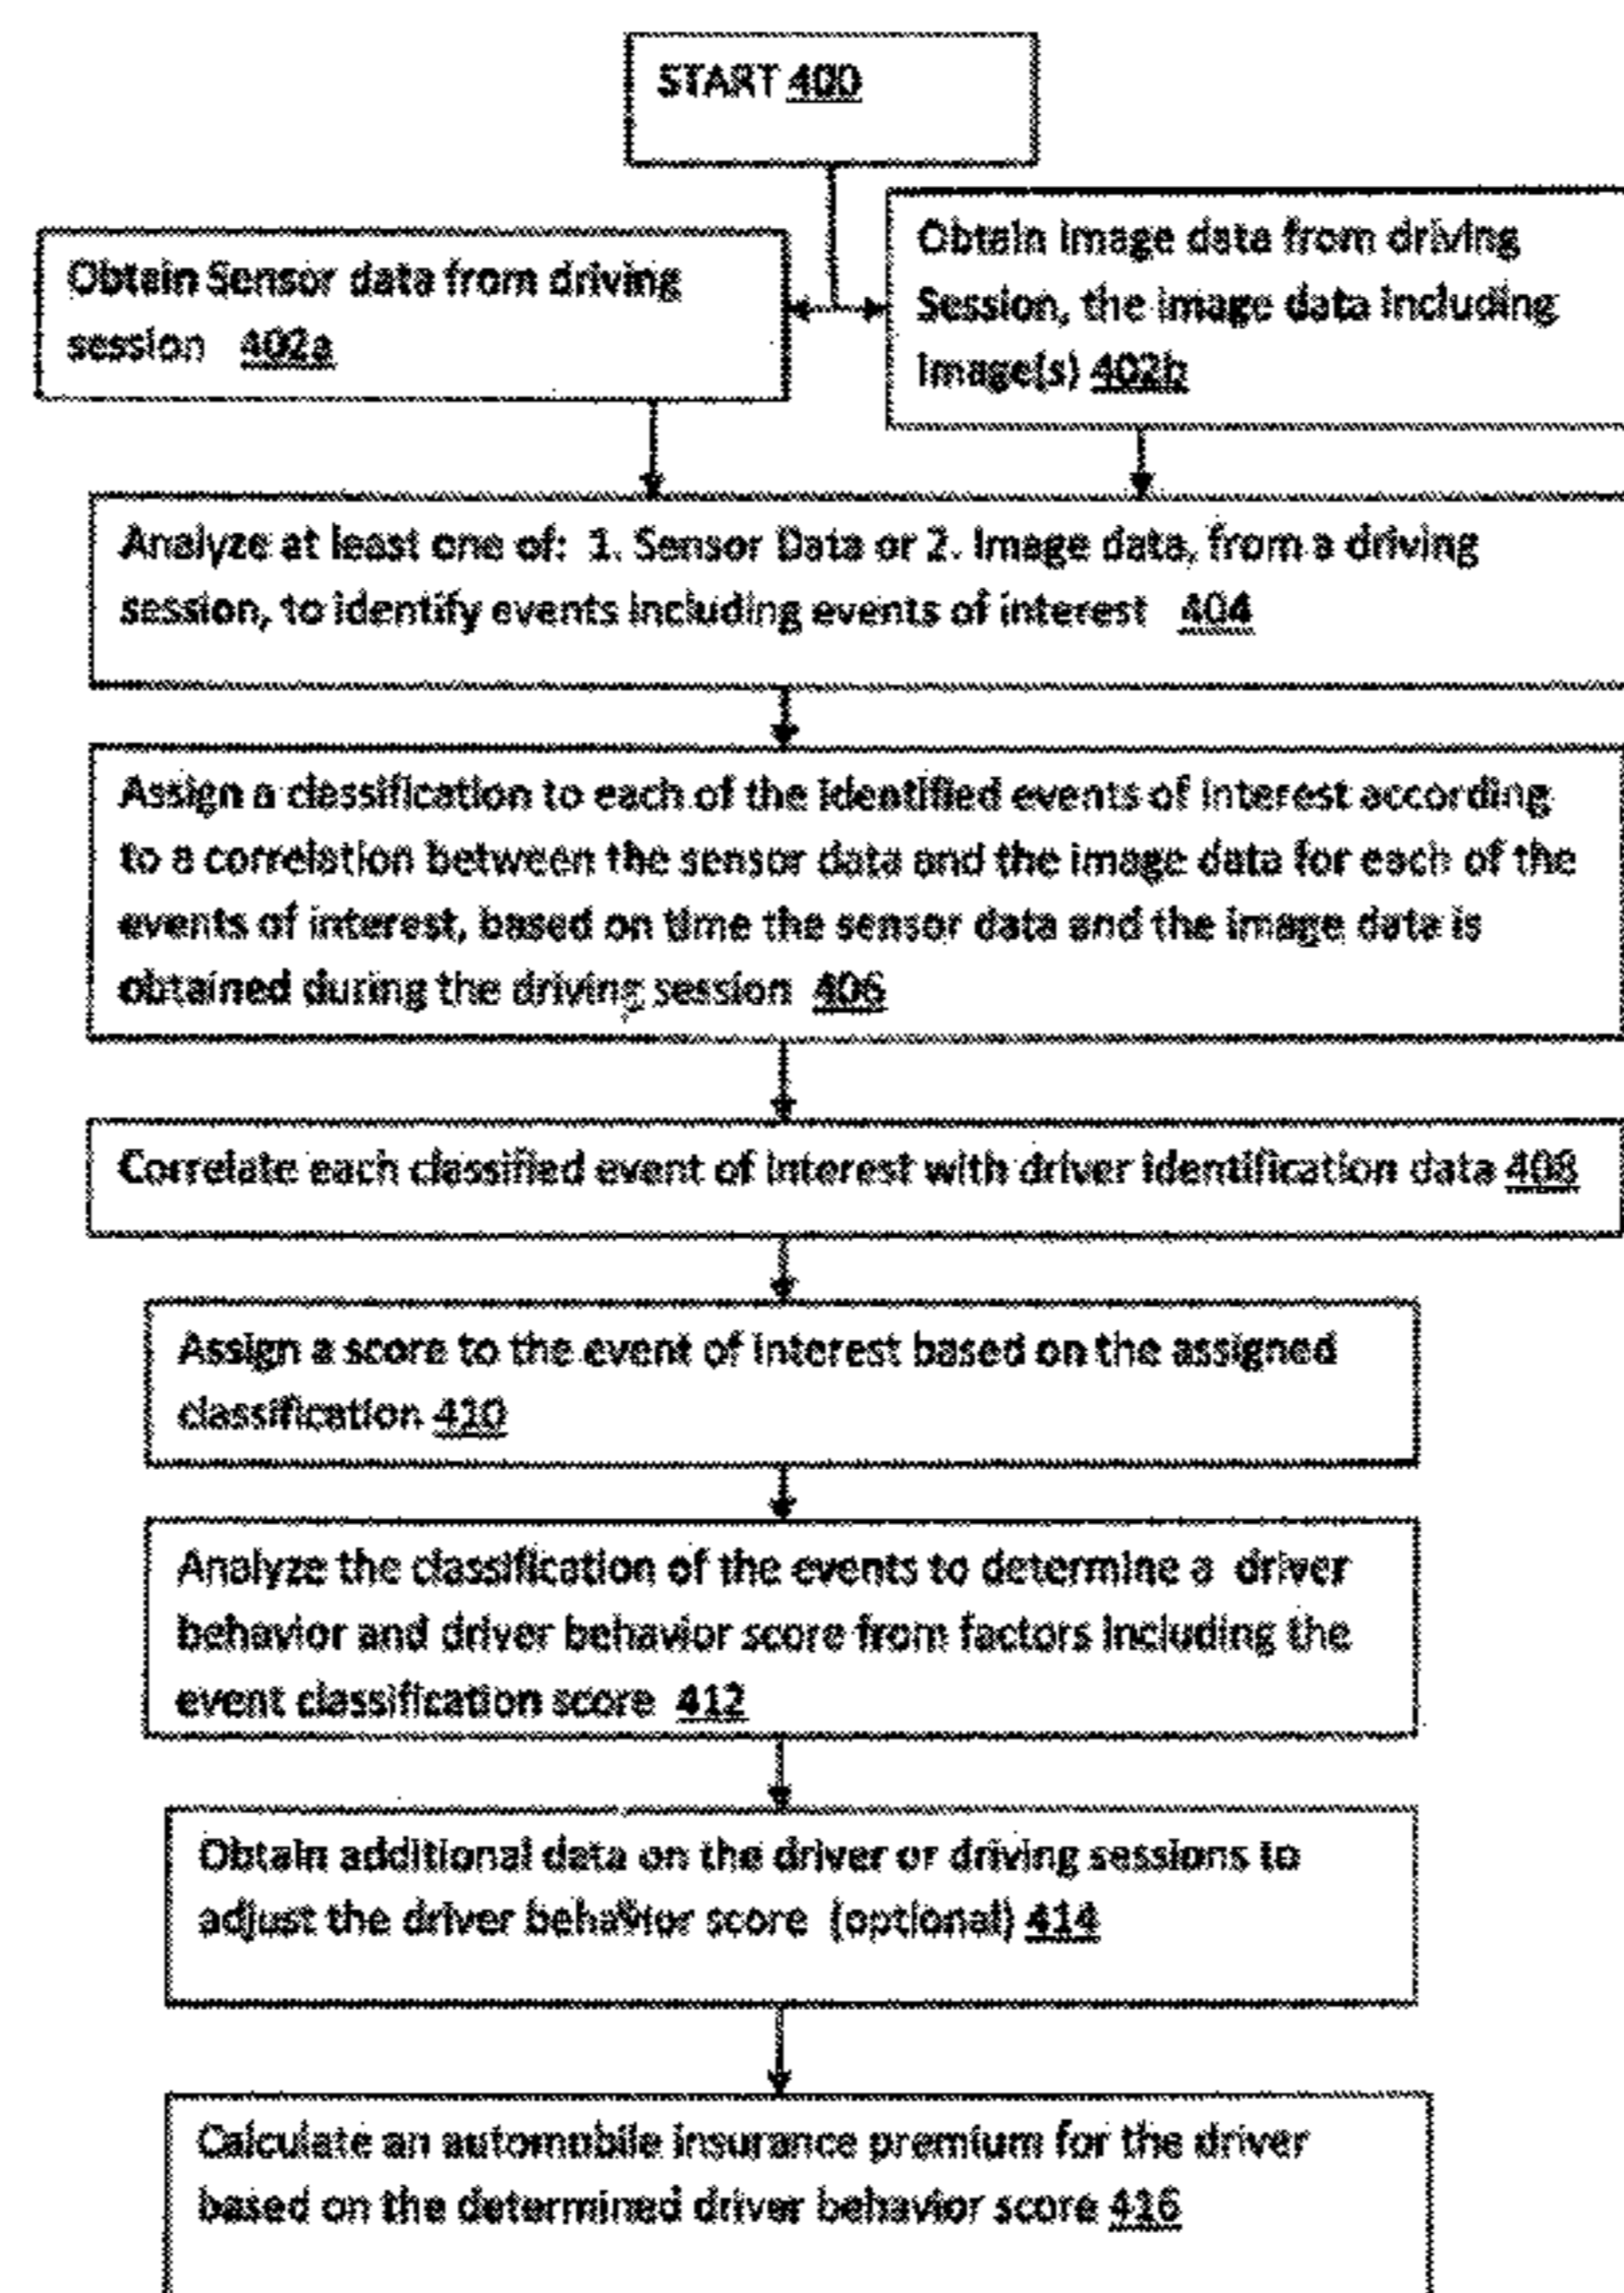 START 400
Obtain Sensor data from driving
session 402a
Obtain image data from driving
Session, the image data including
image(s) 402b
Analyze at least one of: 1. Sensor Data or 2. Image data, from a driving
session, to identify events including events of interest 404
Assign a classification to each of the identified events of interest according
to a correlation between the sensor data and the image data for each of the
events of interest, based on time the sensor data and the image data is
obtained during the driving session 406
Correlate each classified event of interest with driver identification data 408
Assign a score to the event of interest based on the assigned
classification 410
Analyze the classification of the events to determine a driver
behavior and driver behavior score from factors including the
event classification score 412
Obtain additional data on the driver or driving sessions to
adjust the driver behavior score (optional) 414
Calculate an automobile insurance premium for the driver
based on the determined driver behavior score 416